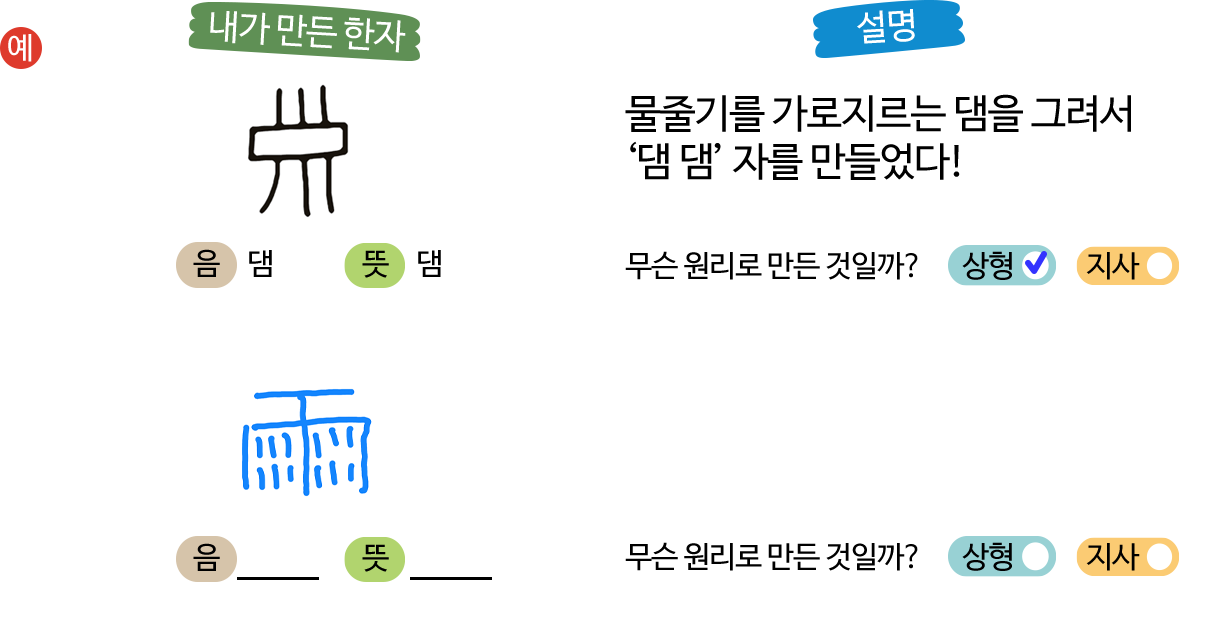 예
내가 만든 한자
설명
물줄기를 가로지르는 댐을 그려서
‘댐 댐’ 자를 만들었다!
음 댐 뜻 댐
무슨 원리로 만든 것일까? 상형 지사
음 뜻
무슨 원리로 만든 것일까? 상형 지사